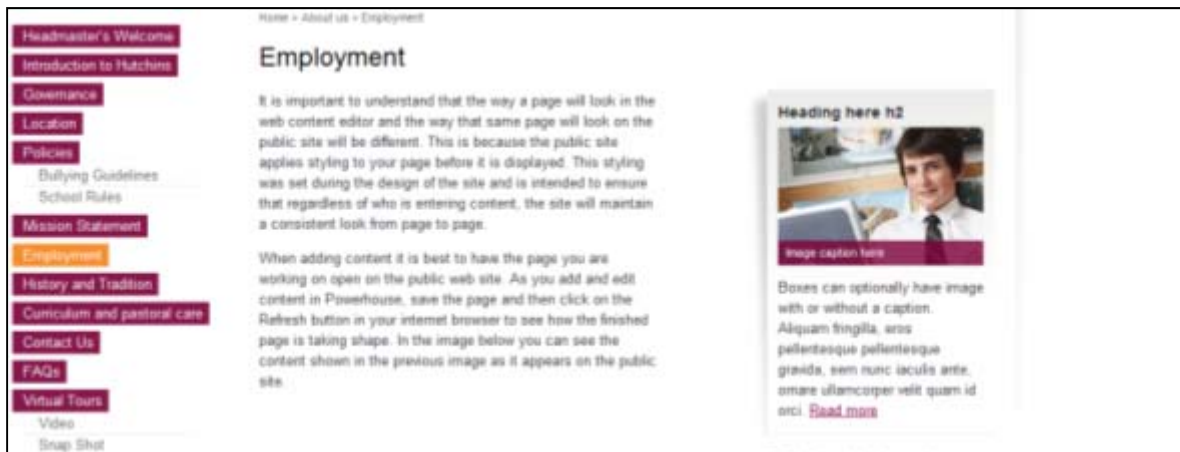 Home » About us » Employment
Headmaster's Welcome
Introduction to Hutchins
Governance
Location
Policies
Bullying Guidelines
School Rules
Mission Statement
Employment
History and Tradition
Curriculum and pastoral care
Contact Us
FAQs
Virtual Tours
Video
Snap Shot
Employment
It is important to understand that the way a page will look in the
web content editor and the way that same page will look on the
public site will be different. This is because the public site
applies styling to your page before it is displayed. This styling
was set during the design of the site and is intended to ensure
that regardless of who is entering content, the site will maintain
a consistent look from page to page.
When adding content it is best to have the page you are
working on open on the public web site. As you add and edit
content in Powerhouse, save the page and then click on the
Refresh button in your internet browser to see how the finished
page is taking shape. In the image below you can see the
content shown in the previous image as it appears on the public
site.
Heading here h2
Image caption here
Boxes can optionally have image
with or without a caption.
Aliquam fringilla, eros
pellentesque pellentesque
gravida, sem nunc iaculis ante,
ornare ullamcorper velit quam id
orci. Read more